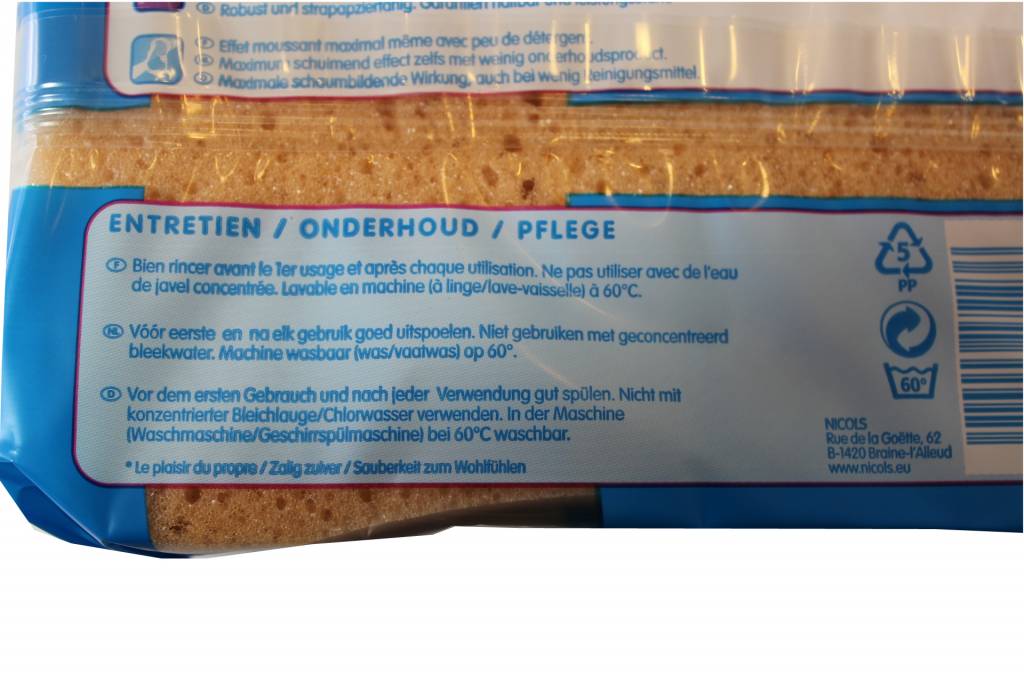 D Robust und strapazierfähig.
F Effet moussant maximal même avec peu de détergent.
NL Maximum schuimend effect zelfs met weinig onderhoudsproduct.
D Maximale schaumbildende Wirkung, auch bei wenig Reinigungsmittel.
ENTRETIEN / ONDERHOUD / PFLEGE
F Bien rincer avant le 1er usage et après chaque utilisation. Ne pas utiliser avec de l'eau
de javel concentrée. Lavable en machine (à linge/lave-vaisselle) à 60°C.
NL Vóór eerste en na elk gebruik goed uitspoelen. Niet gebruiken met geconcentreerd
bleekwater. Machine wasbaar (was/vaatwas) op 60°.
D Vor dem ersten Gebrauch und nach jeder Verwendung gut spülen. Nicht mit
konzentrierter Bleichlauge/Chlorwasser verwenden. In der Maschine
(Waschmaschine/Geschirrspülmaschine) bei 60°C waschbar.
* Le plaisir du propre / Zalig zuiver / Sauberkeit zum Wohlfühlen
5
PP
60°
NICOLS
Rue de la Goëtte, 62
B-1420 Braine-l'Alleud
www.nicols.eu